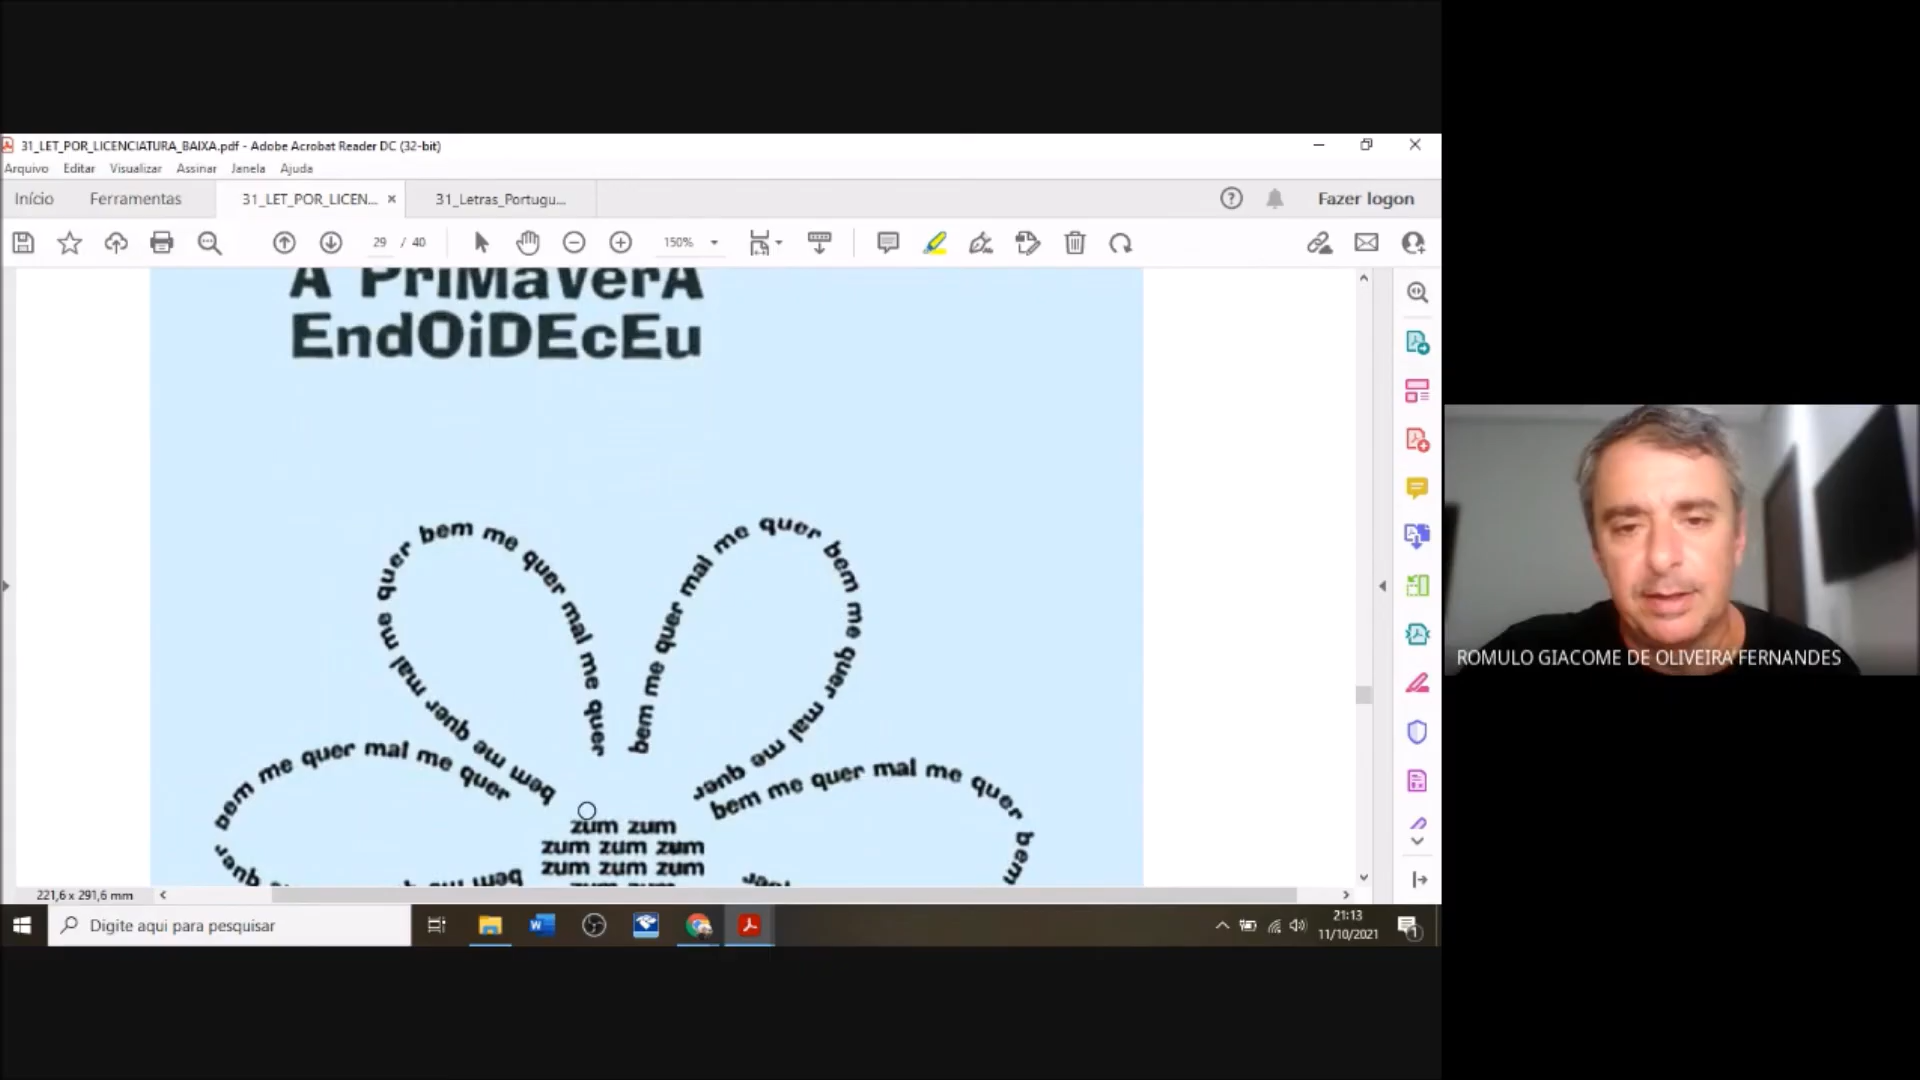 31_LET_POR_LICENCIATURA_BAIXA.pdf - Adobe Acrobat Reader DC (32-bit)
Arquivo Editar Visualizar Assinar Janela Ajuda
Início Ferramentas 31_LET_POR_LICEN... 31_Letras_Portugu... Fazer logon
29 / 40 150%
A PriMaVerA
EndOiDEcEu
bem me quer mal me quer bem me quer mal me quer
bem me quer mal me quer bem me quer mal me quer
bem me quer mal me quer
bem me quer mal me quer bem
quer
bem me
quer
zum zum
zum zum zum
zum zum zum
ROMULO GIACOME DE OLIVEIRA FERNANDES
221,6 x 291,6 mm
Digite aqui para pesquisar
21:13
11/10/2021
1